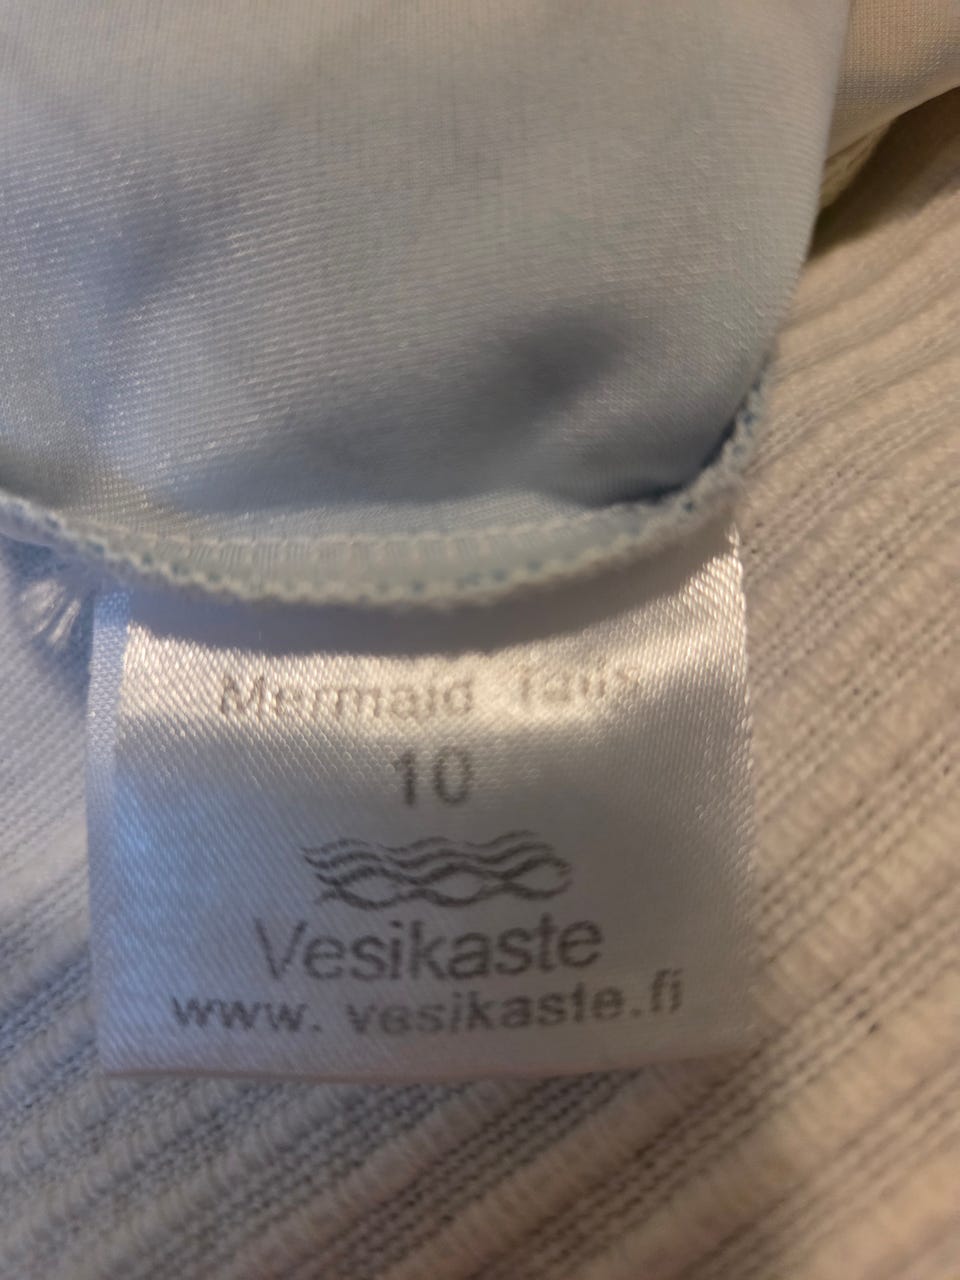 Mermaid Tails
10
Vesikaste
www. vesikaste.fi